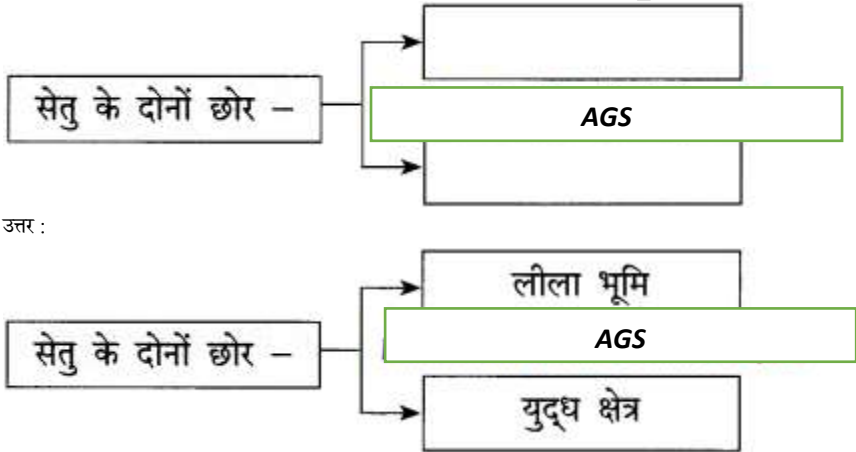 सेतु के दोनों छोर –
AGS
उत्तर :
लीला भूमि
सेतु के दोनों छोर –
AGS
युद्ध क्षेत्र